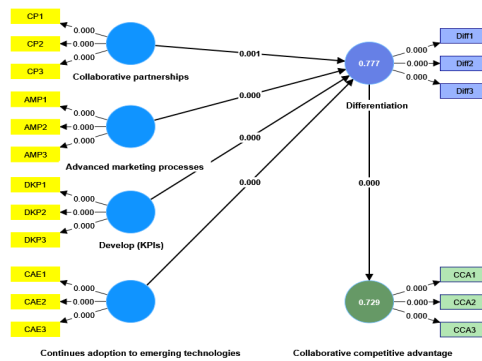 CP1
0.000
CP2
0.000
0.000
CP3
Collaborative partnerships
0.001
0.777
Differentiation
0.000
Diff1
0.000
Diff2
0.000
Diff3
AMP1
0.000
AMP2
0.000
0.000
AMP3
Advanced marketing processes
0.000
DKP1
0.000
DKP2
0.000
0.000
DKP3
Develop (KPIs)
0.000
0.000
0.000
CAE1
0.000
CAE2
0.000
0.000
CAE3
Continues adoption to emerging technologies
0.729
Collaborative competitive advantage
0.000
CCA1
0.000
CCA2
0.000
CCA3